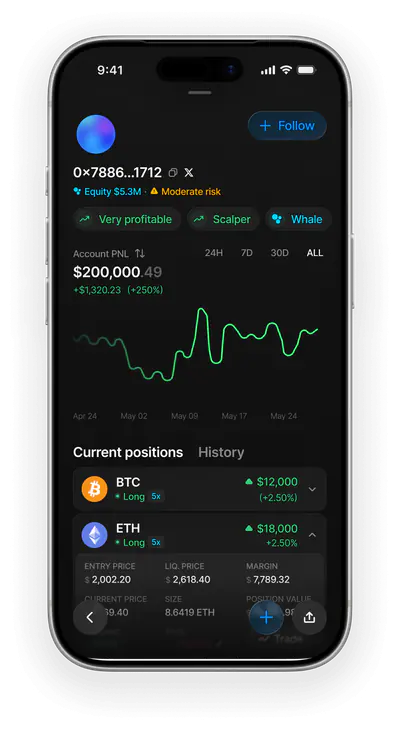 9:41
+ Follow
0×7886...1712
Equity $5.3M · Moderate risk
Very profitable Scalper Whale
Account PNL 24H 7D 30D ALL
$200,000.49
+$1,320.23 (+250%)
Apr 24 May 02 May 09 May 17 May 24
Current positions History
BTC $12,000
Long 5x (+2.50%)
ETH $18,000
Long 5x +2.50%
ENTRY PRICE LIQ. PRICE MARGIN
$ 2,002.20 $ 2,618.40 $ 7,789.32
CURRENT PRICE SIZE POSITION VALUE
8.6419 ETH
Trade